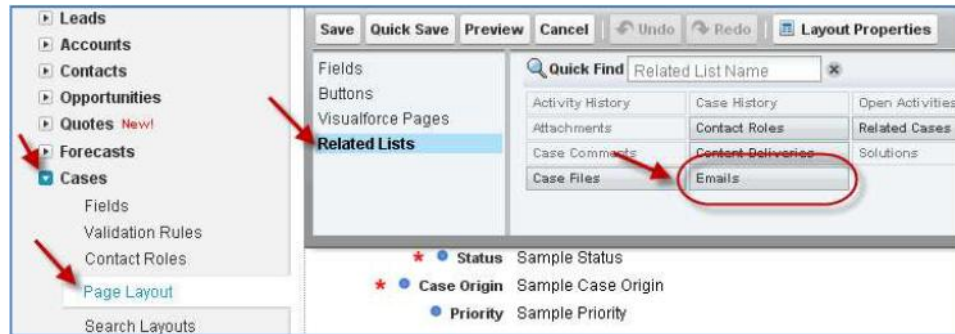 Leads
Accounts
Contacts
Opportunities
Quotes New!
Forecasts
Cases
Fields
Validation Rules
Contact Roles
Page Layout
Search Layouts
Save Quick Save Preview Cancel Undo Redo Layout Properties
Fields
Buttons
Visualforce Pages
Related Lists
Quick Find Related List Name
Activity History Case History Open Activities
Attachments Contact Roles Related Cases
Case Comments Content Deliveries Solutions
Case Files Emails
* Status Sample Status
* Case Origin Sample Case Origin
Priority Sample Priority